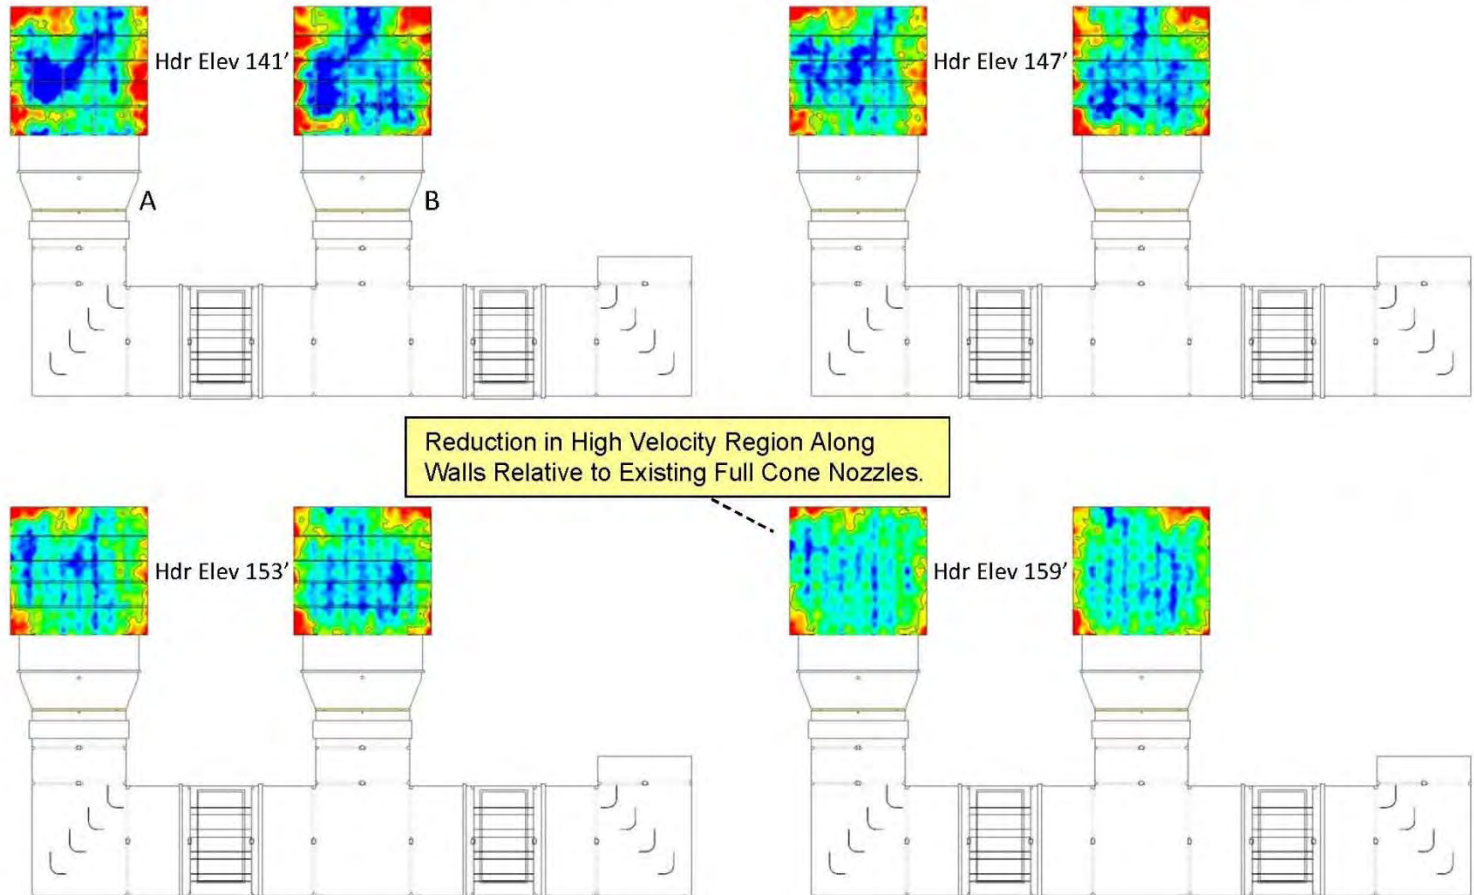 Hdr Elev 141’
Hdr Elev 147’
A
B
Reduction in High Velocity Region Along
Walls Relative to Existing Full Cone Nozzles.
Hdr Elev 153’
Hdr Elev 159’